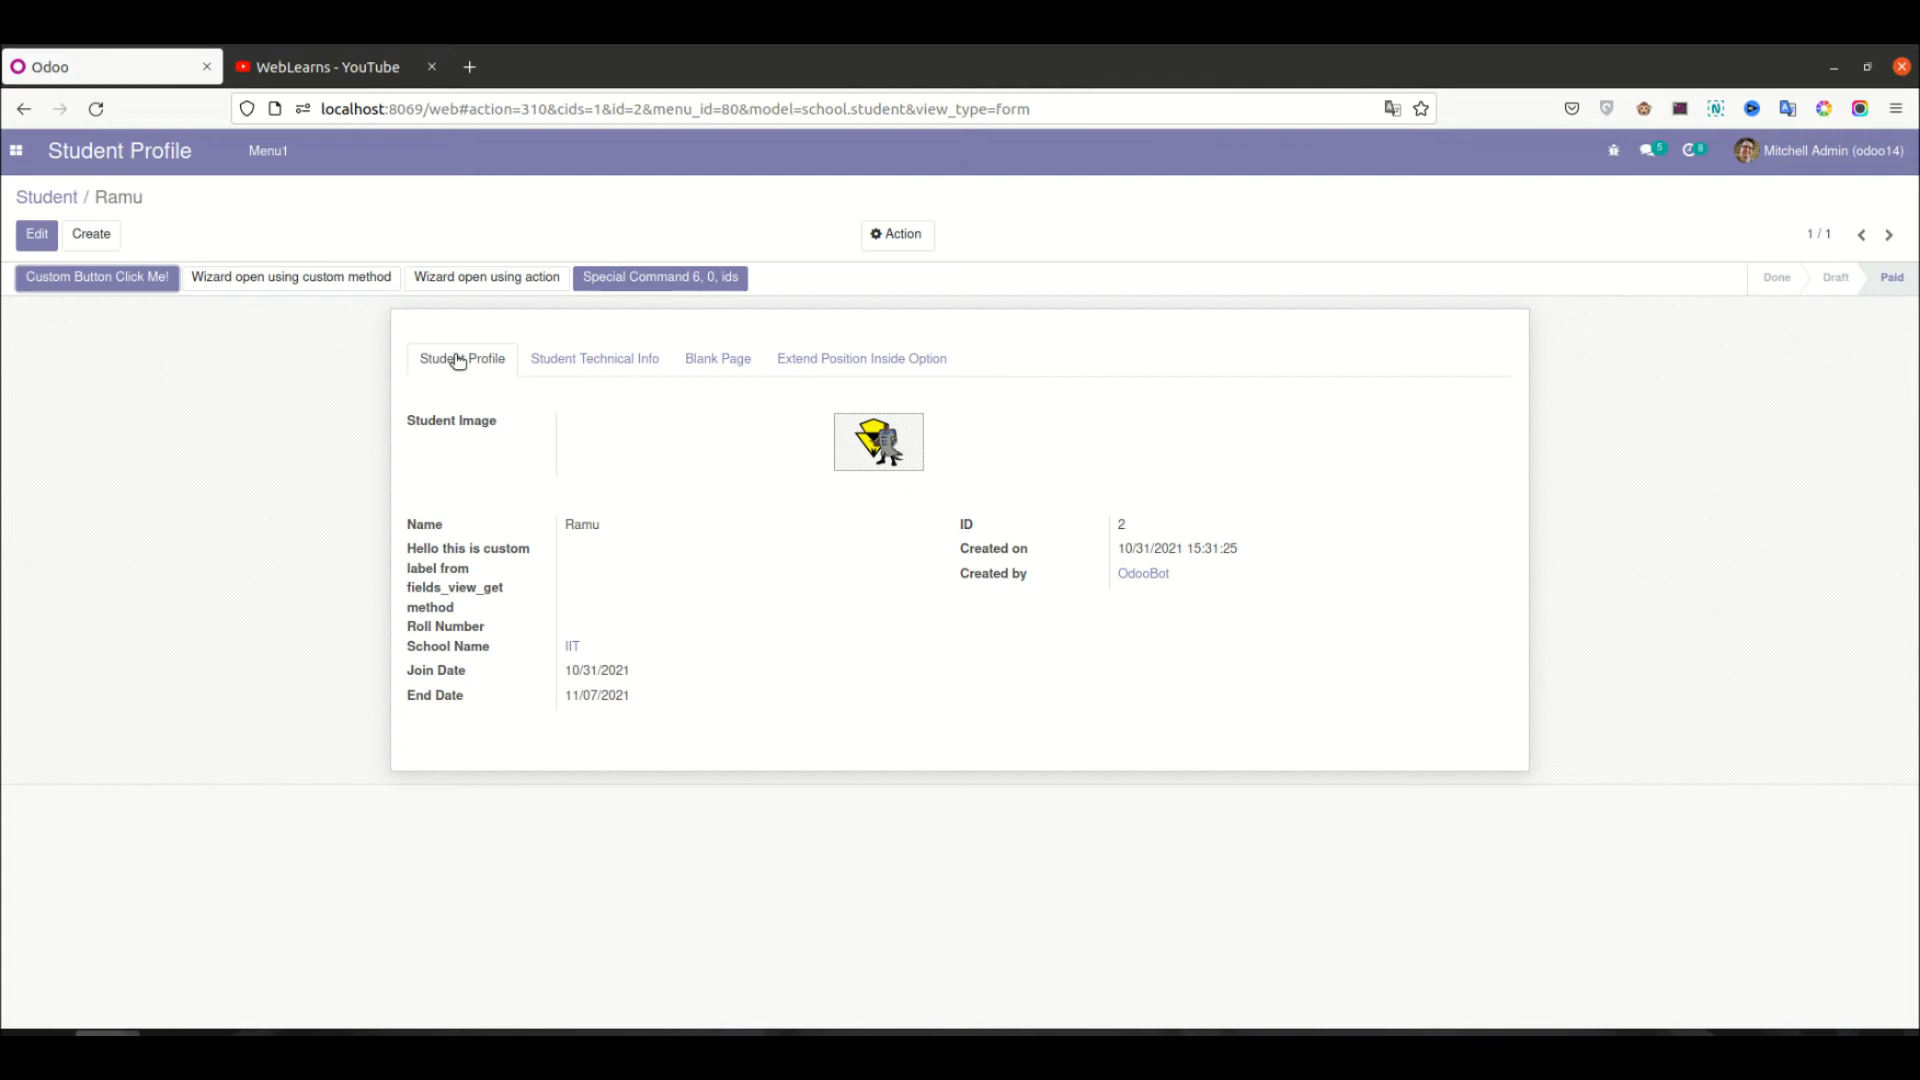 Odoo
WebLearns - YouTube
localhost:8069/web#action=310&cids=1&id=2&menu_id=80&model=school.student&view_type=form
Student Profile
Menu1
5
8
Mitchell Admin (odoo14)
Student / Ramu
Edit
Create
Action
1 / 1
Custom Button Click Me!
Wizard open using custom method
Wizard open using action
Special Command 6, 0, ids
Done
Draft
Paid
Student Profile
Student Technical Info
Blank Page
Extend Position Inside Option
Student Image
Name
Ramu
Hello this is custom
label from
fields_view_get
method
Roll Number
School Name
IIT
Join Date
10/31/2021
End Date
11/07/2021
ID
2
Created on
10/31/2021 15:31:25
Created by
OdooBot